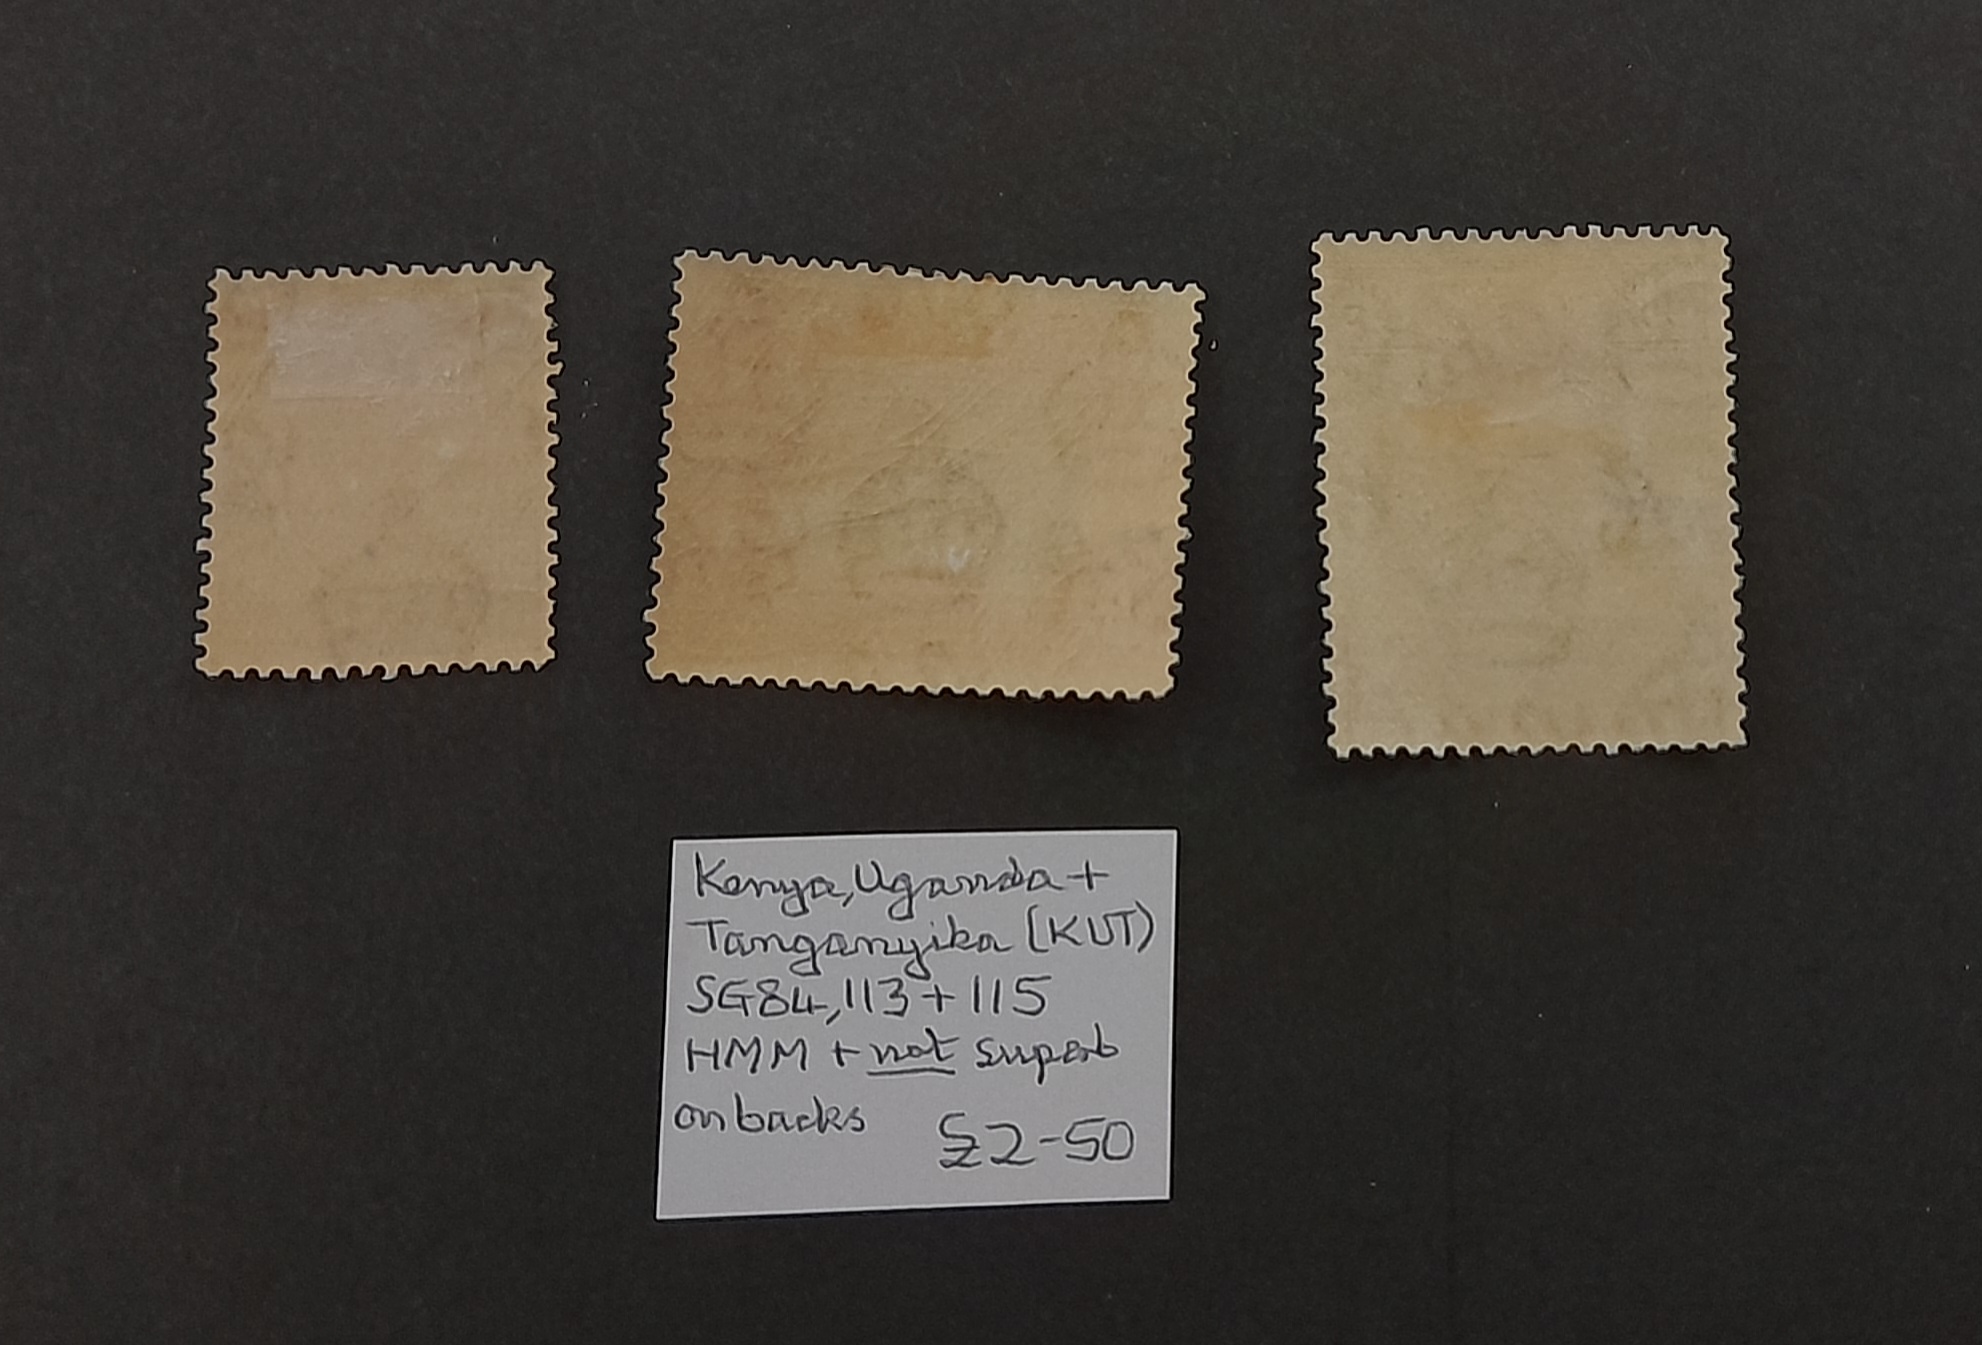 Kenya, Uganda +
Tanganyika (KUT)
SG84, 113 + 115
HMM + not superb
on backs £2-50